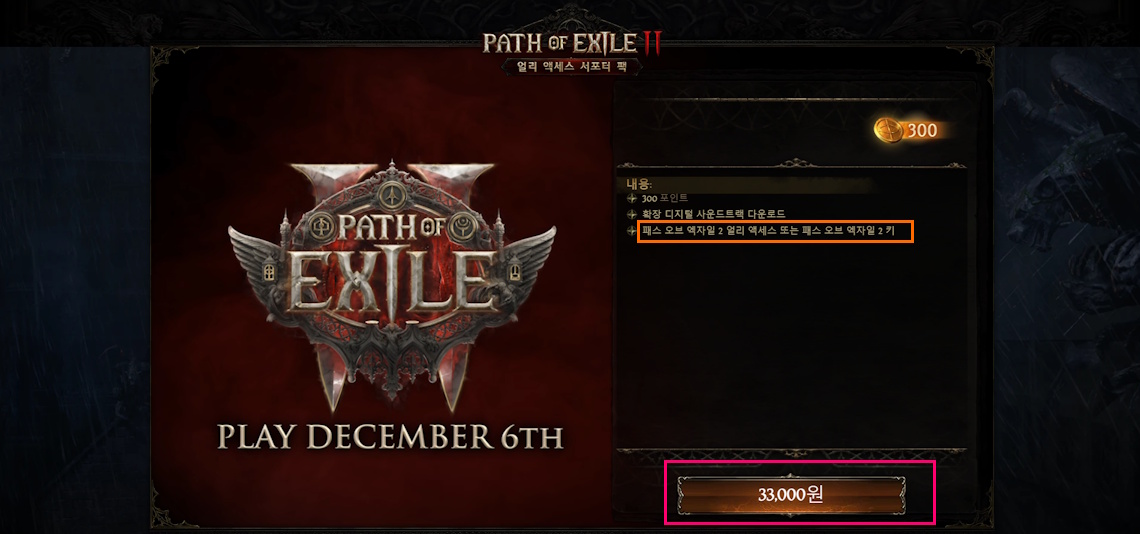 PATH OF EXILE II
얼리 액세스 서포터 팩
300
내용:
300 포인트
확장 디지털 사운드트랙 다운로드
패스 오브 엑자일 2 얼리 액세스 또는 패스 오브 엑자일 2 키
PATH OF
EXILE
II
PLAY DECEMBER 6TH
33,000원